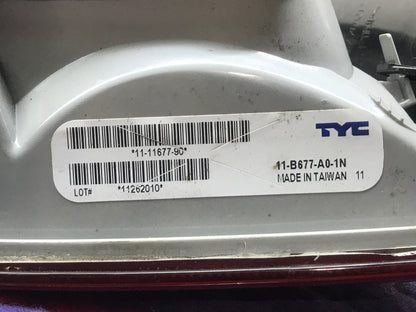 TYC
*11-11677-90*
11-B677-A0-1N
LOT# *11262010*
MADE IN TAIWAN 11